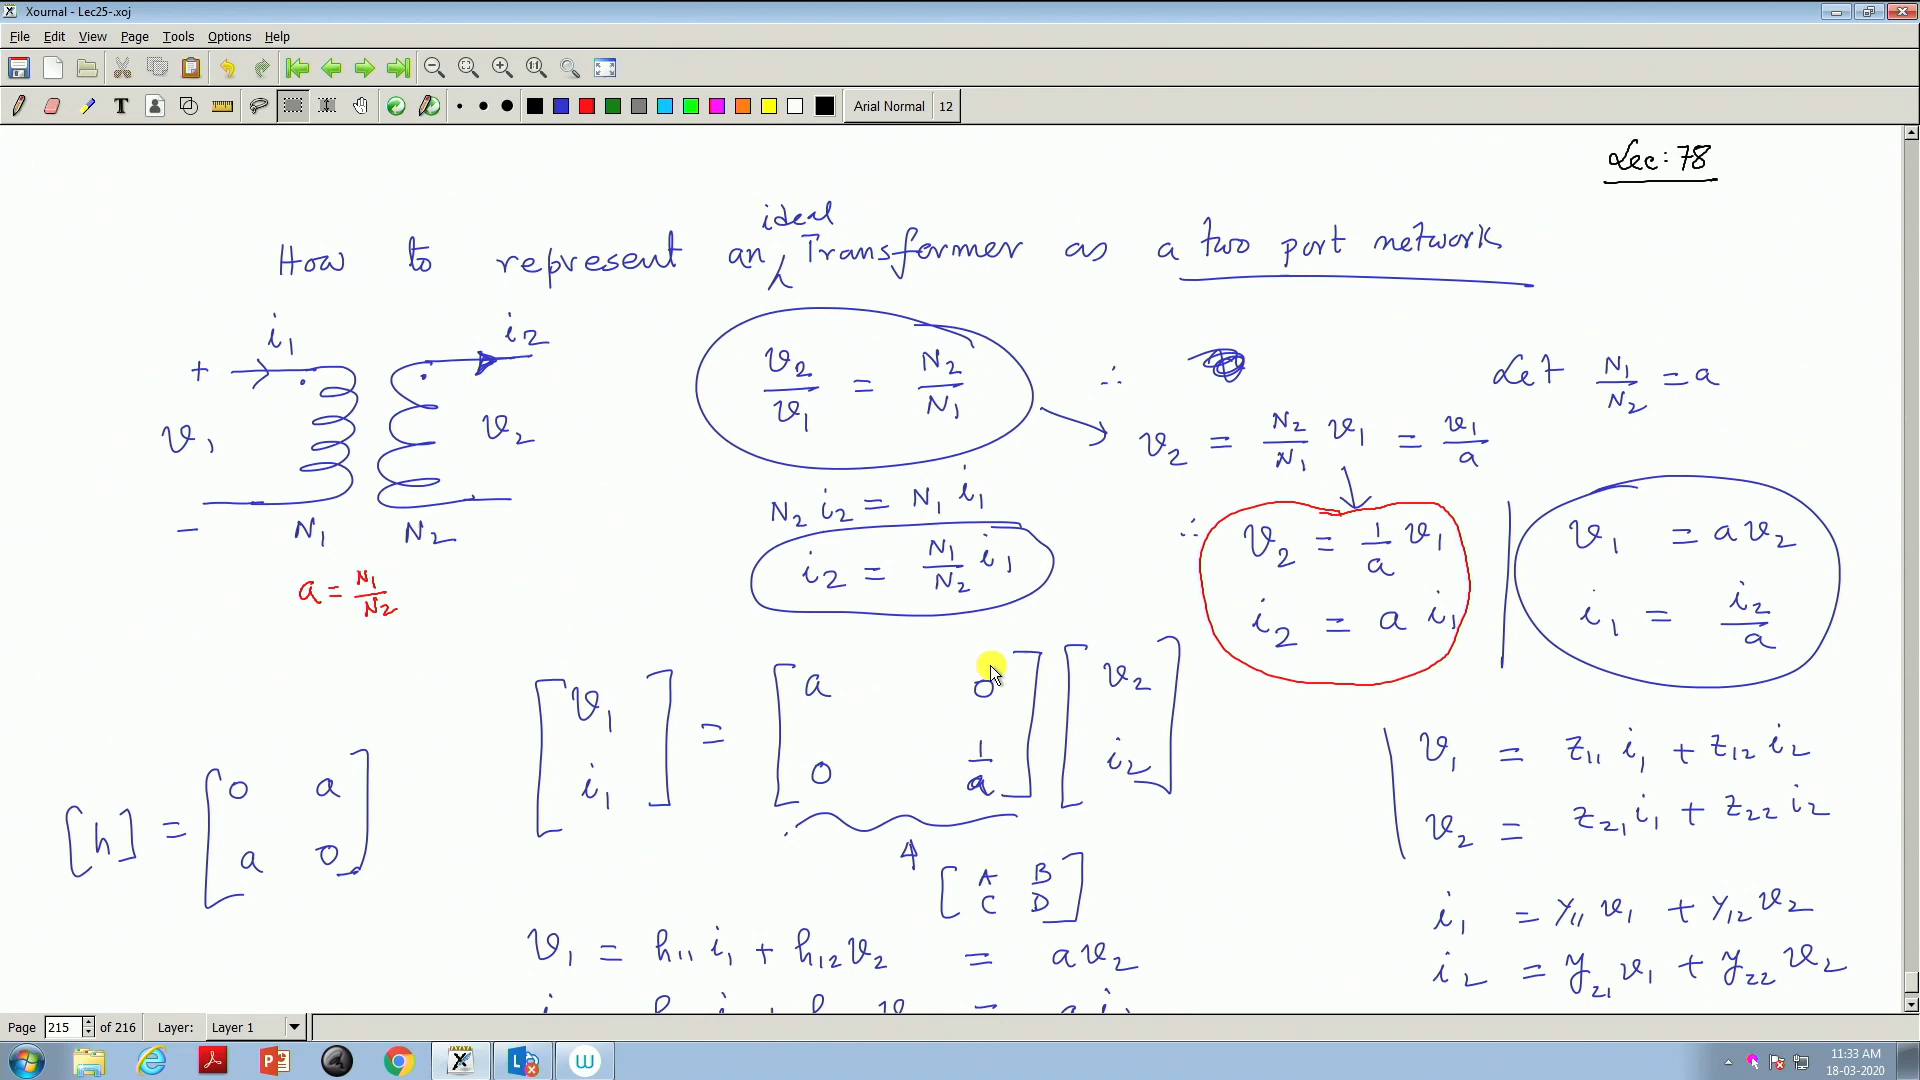 Xournal - Lec25-.xoj
File Edit View Page Tools Options Help
Arial Normal 12
Lec: 78
How to represent an ideal Transformer as a two port network
i1 i2
+ v1 v2 -
N1 N2
a = N1/N2
v2/v1 = N2/N1
N2 i2 = N1 i1
i2 = N1/N2 i1
∴
Let N1/N2 = a
v2 = N2/N1 v1 = v1/a
∴ v2 = 1/a v1
i2 = a i1
v1 = a v2
i1 = i2/a
[v1 i1] = [a 0 0 1/a] [v2 i2]
[A B C D]
[h] = [0 a a 0]
v1 = z11 i1 + z12 i2
v2 = z21 i1 + z22 i2
i1 = y11 v1 + y12 v2
i2 = y21 v1 + y22 v2
v1 = h11 i1 + h12 v2 = a v2
Page 215 of 216 Layer: Layer 1
11:33 AM
18-03-2020